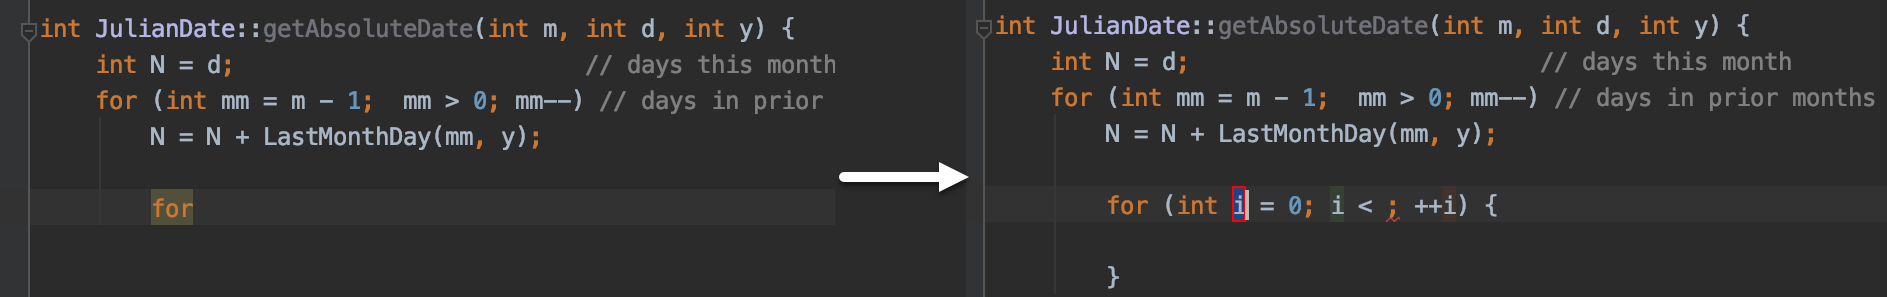 int JulianDate::getAbsoluteDate(int m, int d, int y) {
int N = d; // days this month
for (int mm = m - 1;  mm > 0; mm--) // days in prior
N = N + LastMonthDay(mm, y);
for
int JulianDate::getAbsoluteDate(int m, int d, int y) {
int N = d; // days this month
for (int mm = m - 1;  mm > 0; mm--) // days in prior months
N = N + LastMonthDay(mm, y);
for (int i = 0; i < ; ++i) {
}